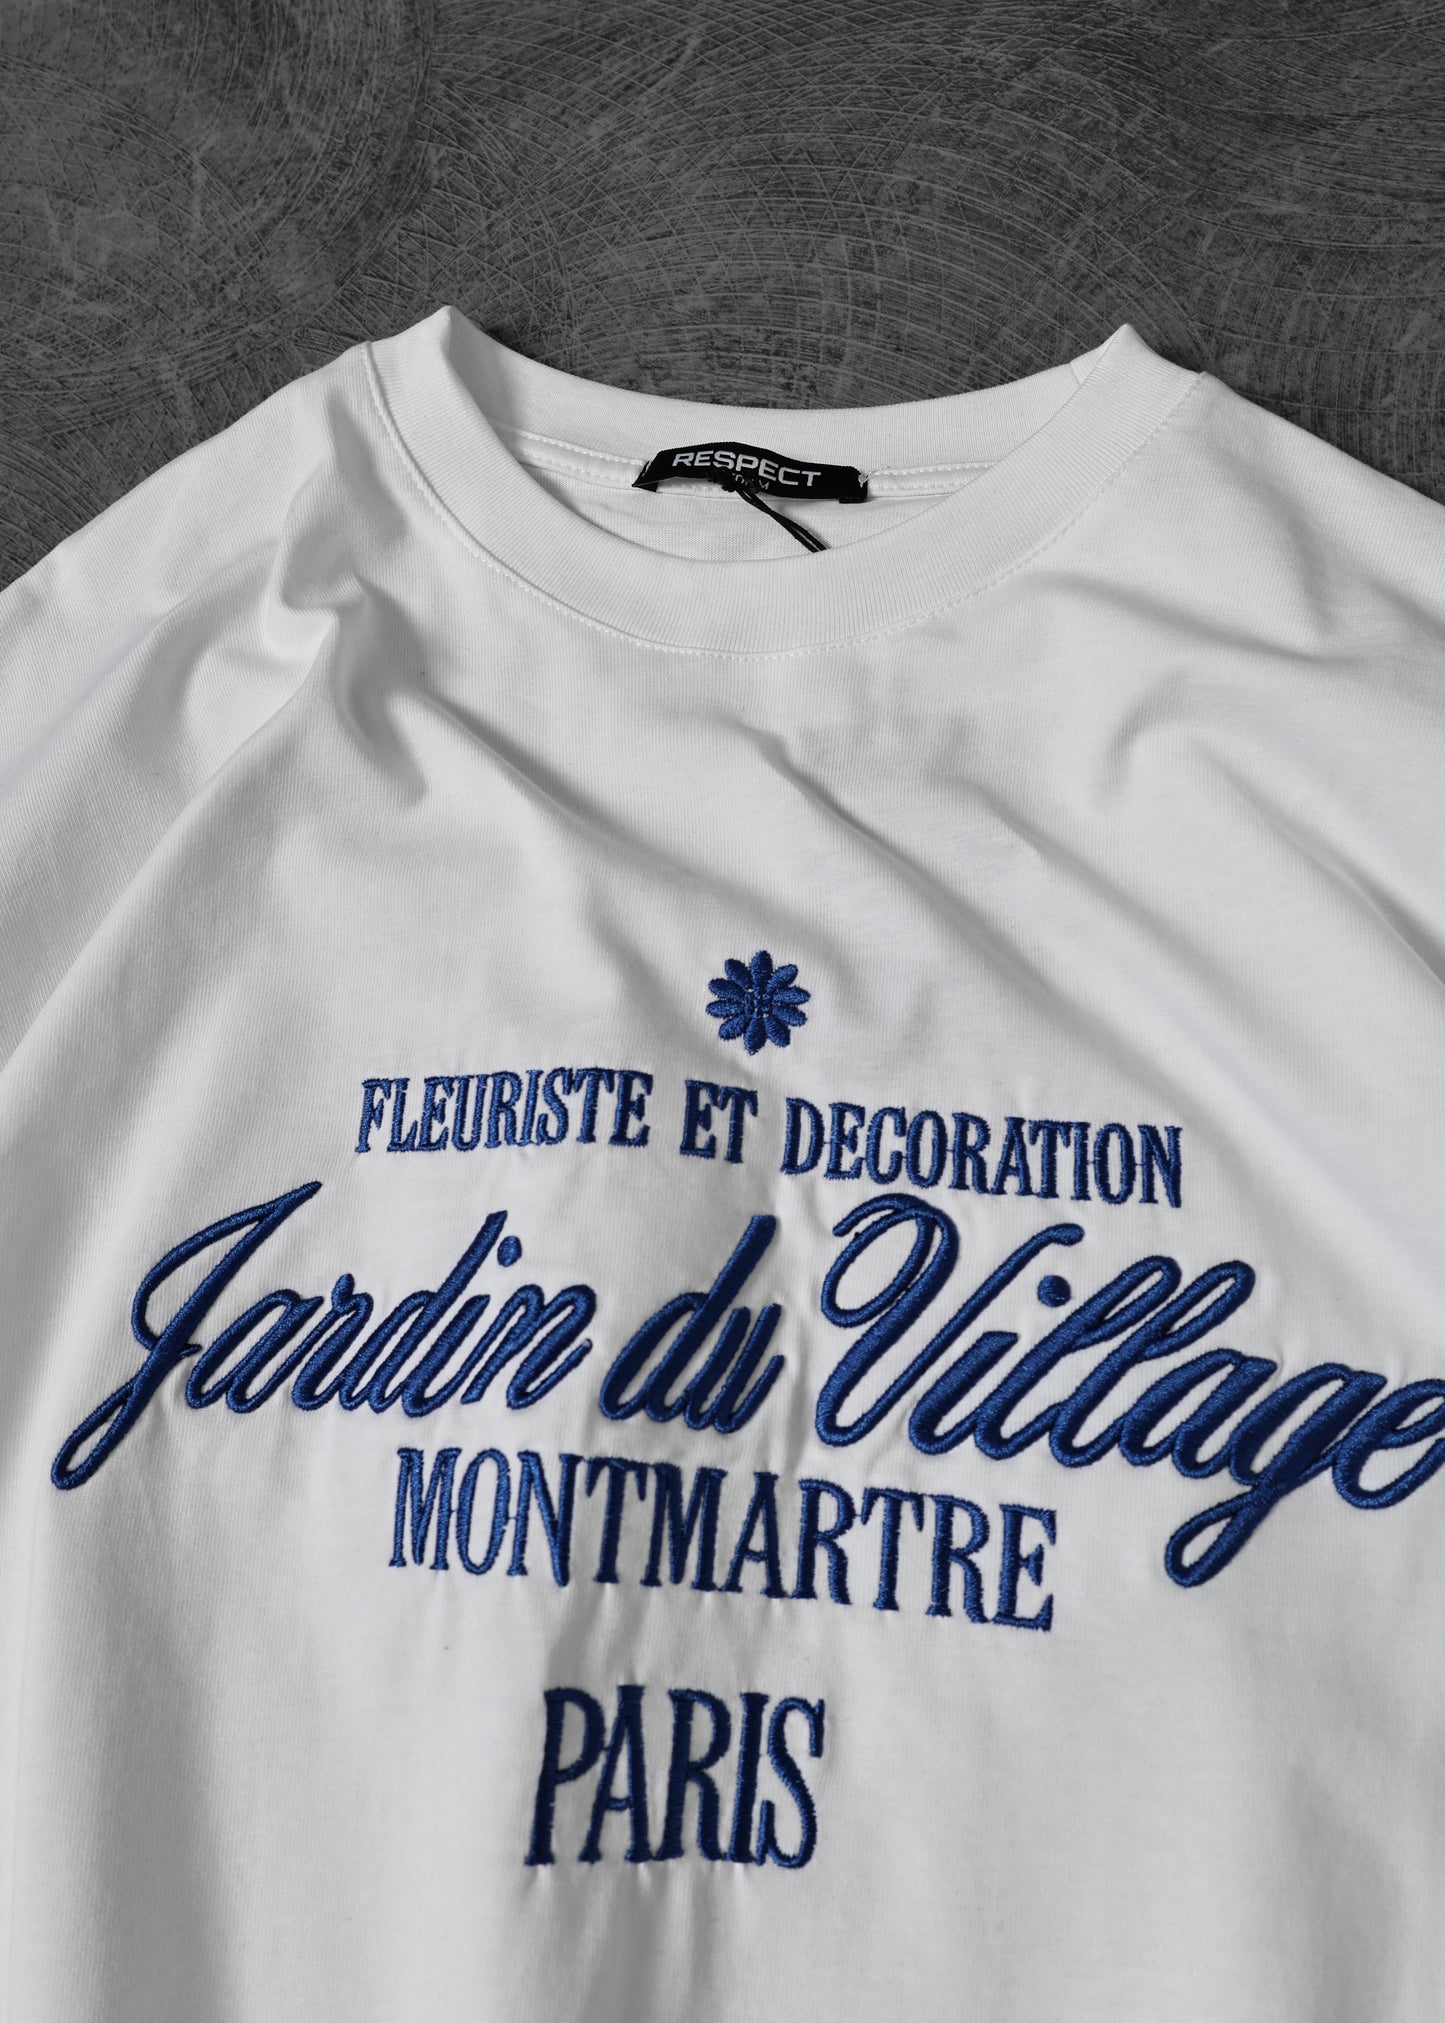 RESPECT
FLEURISTE ET DECORATION
Jardin du Village
MONTMARTRE
PARIS